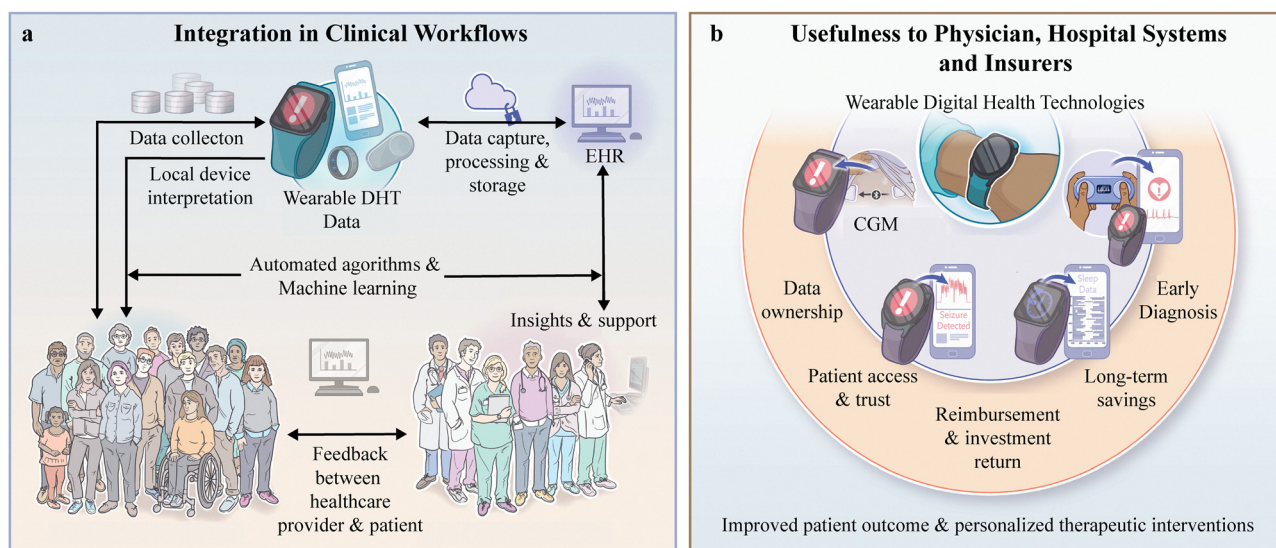 a
Integration in Clinical Workflows
Data collecton
Local device
interpretation
Wearable DHT
Data
Data capture,
processing &
storage
EHR
Automated agorithms &
Machine learning
Insights & support
Feedback
between
healthcare
provider & patient
b
Usefulness to Physician, Hospital Systems
and Insurers
Wearable Digital Health Technologies
CGM
Data
ownership
Seizure
Detected
Sleep
Data
Early
Diagnosis
Patient access
& trust
Reimbursement
& investment
return
Long-term
savings
Improved patient outcome & personalized therapeutic interventions